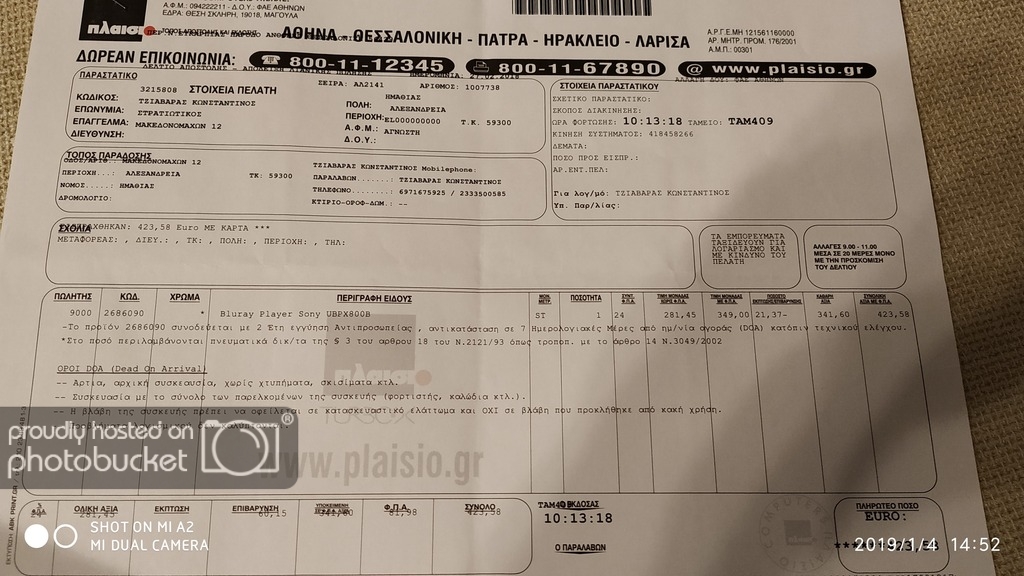 Α.Φ.Μ.: 094222211 - Δ.Ο.Υ.: ΦΑΕ ΑΘΗΝΩΝ
ΕΔΡΑ: ΘΕΣΗ ΣΚΛΗΡΗ, 19018, ΜΑΓΟΥΛΑ
πλαίσιο
ΑΘΗΝΑ - ΘΕΣΣΑΛΟΝΙΚΗ - ΠΑΤΡΑ - ΗΡΑΚΛΕΙΟ - ΛΑΡΙΣΑ
Α.Ρ.Γ.Ε.ΜΗ 121561160000
ΑΡ. ΜΗΤΡ. ΠΡΟΜ. 176/2001
Α.Μ.Π.: 00301
ΔΩΡΕΑΝ ΕΠΙΚΟΙΝΩΝΙΑ: 800-11-12345 800-11-67890 @ www.plaisio.gr
ΠΑΡΑΣΤΑΤΙΚΟ
ΣΕΙΡΑ: ΑΛ2141 ΑΡΙΘΜΟΣ: 1007738
3215808 ΣΤΟΙΧΕΙΑ ΠΕΛΑΤΗ
ΚΩΔΙΚΟΣ: ΤΖΙΑΒΑΡΑΣ ΚΩΝΣΤΑΝΤΙΝΟΣ
ΕΠΩΝΥΜΙΑ: ΣΤΡΑΤΙΩΤΙΚΟΣ
ΕΠΑΓΓΕΛΜΑ: ΜΑΚΕΔΟΝΟΜΑΧΩΝ 12
ΔΙΕΥΘΥΝΣΗ:
ΗΜΑΘΙΑΣ
ΠΟΛΗ: ΑΛΕΞΑΝΔΡΕΙΑ
ΠΕΡΙΟΧΗ: EL000000000 Τ.Κ. 59300
Α.Φ.Μ.: ΑΓΝΩΣΤΗ
Δ.Ο.Υ.:
ΣΤΟΙΧΕΙΑ ΠΑΡΑΣΤΑΤΙΚΟΥ
ΣΧΕΤΙΚΟ ΠΑΡΑΣΤΑΤΙΚΟ:
ΣΚΟΠΟΣ ΔΙΑΚΙΝΗΣΗΣ:
ΩΡΑ ΦΟΡΤΩΣΗΣ: 10:13:18 ΤΑΜΕΙΟ: ΤΑΜ409
ΚΙΝΗΣΗ ΣΥΣΤΗΜΑΤΟΣ: 418458266
ΔΕΜΑΤΑ:
ΠΟΣΟ ΠΡΟΣ ΕΙΣΠΡ.:
ΑΡ.ΕΝΤ.ΠΕΛ:
Για λογ/μό: ΤΖΙΑΒΑΡΑΣ ΚΩΝΣΤΑΝΤΙΝΟΣ
Υπ. Παρ/λίας:
ΤΟΠΟΣ ΠΑΡΑΔΟΣΗΣ
ΜΑΚΕΔΟΝΟΜΑΧΩΝ 12
ΠΕΡΙΟΧΗ.: ΑΛΕΞΑΝΔΡΕΙΑ ΤΚ: 59300
ΝΟΜΟΣ.....: ΗΜΑΘΙΑΣ
ΔΡΟΜΟΛΟΓΙΟ:
ΤΖΙΑΒΑΡΑΣ ΚΩΝΣΤΑΝΤΙΝΟΣ Mobilephone:
ΠΑΡΑΛΑΒΩΝ.......: ΤΖΙΑΒΑΡΑΣ ΚΩΝΣΤΑΝΤΙΝΟΣ
ΤΗΛΕΦΩΝΟ.......: 6971675925 / 2333500585
ΚΤΙΡΙΟ-ΟΡΟΦ-ΔΩΜ.: --
ΣΧΟΛΙΑ
423,58 Euro ΜΕ ΚΑΡΤΑ ***
ΜΕΤΑΦΟΡΕΑΣ: , ΔΙΕΥ.: , ΤΚ: , ΠΟΛΗ: , ΠΕΡΙΟΧΗ: , ΤΗΛ:
ΤΑ ΕΜΠΟΡΕΥΜΑΤΑ
ΤΑΞΙΔΕΥΟΥΝ ΓΙΑ
ΛΟΓΑΡΙΑΣΜΟ ΚΑΙ
ΜΕ ΚΙΝΔΥΝΟ ΤΟΥ
ΠΕΛΑΤΗ
ΑΛΛΑΓΕΣ 9.00 - 11.00
ΜΕΣΑ ΣΕ 20 ΜΕΡΕΣ ΜΟΝΟ
ΜΕ ΤΗΝ ΠΡΟΣΚΟΜΙΣΗ
ΤΟΥ ΔΕΛΤΙΟΥ
ΠΩΛΗΤΗΣ ΚΩΔ. ΧΡΩΜΑ ΠΕΡΙΓΡΑΦΗ ΕΙΔΟΥΣ ΠΟΣΟΤΗΤΑ
9000 2686090 * Bluray Player Sony UBPX800B ST 1 24 281,45 349,00 21,37- 341,60 423,58
-Το προϊόν 2686090 συνοδεύεται με 2 Έτη εγγύηση Αντιπροσωπείας , αντικατάσταση σε 7 Ημερολογιακές Μέρες από ημ/νία αγοράς (DOA) κατόπιν τεχνικού ελέγχου.
*Στο ποσό περιλαμβάνονται πνευματικά δικ/τα της § 3 του αρθρου 18 του Ν.2121/93 όπως τροποπ. με το άρθρο 14 Ν.3049/2002
ΟΡΟΙ DOA (Dead On Arrival)
-- Αρτια, αρχική συσκευασία, χωρίς χτυπήματα, σκισίματα κτλ.
-- Συσκευασία με το σύνολο των παρελκομένων της συσκευής (φορτιστής, καλώδια κτλ.).
-- Η βλάβη της συσκευής πρέπει να οφείλεται σε κατασκευαστικό ελάττωμα και ΟΧΙ σε βλάβη που προκλήθηκε από κακή χρήση.
πλαίσιο
www.plaisio.gr
proudly hosted on
photobucket
ΟΛΙΚΗ ΑΞΙΑ ΕΚΠΤΩΣΗ ΕΠΙΒΑΡΥΝΣΗ Φ.Π.Α. ΣΥΝΟΛΟ
281,45 60,15 341,60 81,98 423,58
Ο ΕΚΔΟΣΑΣ
10:13:18
Ο ΠΑΡΑΛΑΒΩΝ
ΠΛΗΡΩΤΕΟ ΠΟΣΟ
EURO:
SHOT ON MI A2
MI DUAL CAMERA
2019/1/4 14:52